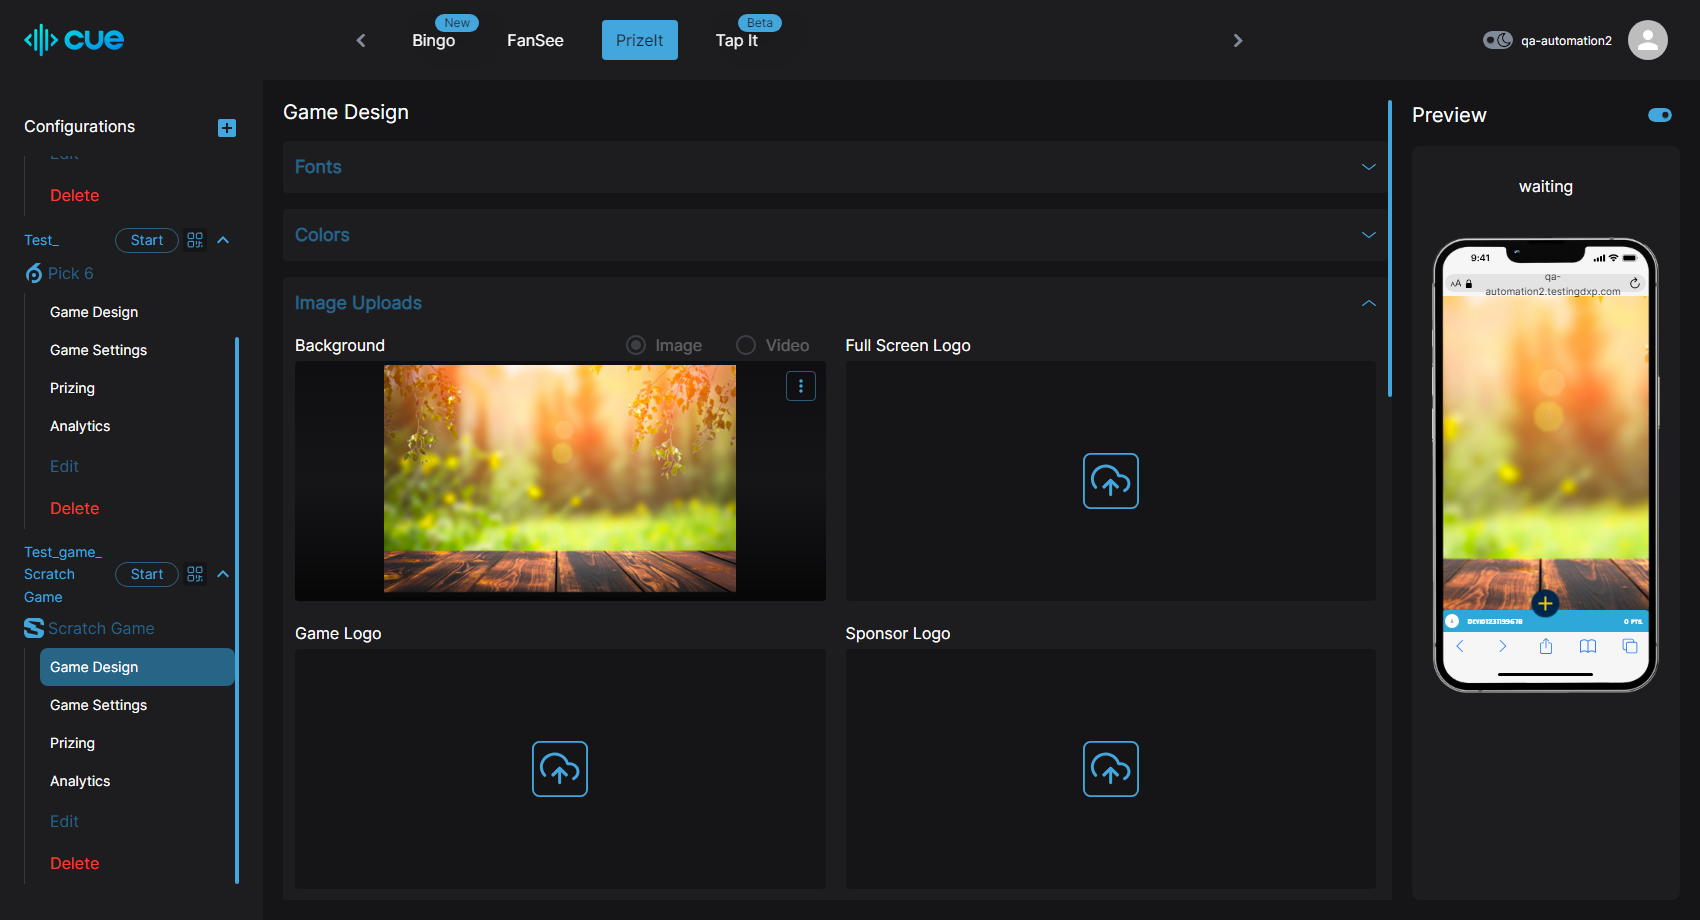 cue
New
Bingo
FanSee
PrizeIt
Beta
Tap It
qa-automation2
Configurations
Delete
Test_
Start
Pick 6
Game Design
Game Settings
Prizing
Analytics
Edit
Delete
Test_game_
Scratch
Game
Start
Scratch Game
Game Design
Game Settings
Prizing
Analytics
Edit
Delete
Game Design
Fonts
Colors
Image Uploads
Background
Image
Video
Full Screen Logo
Game Logo
Sponsor Logo
Preview
waiting
9:41
AA
qa-
automation2.testingdxp.com
0 Pts.